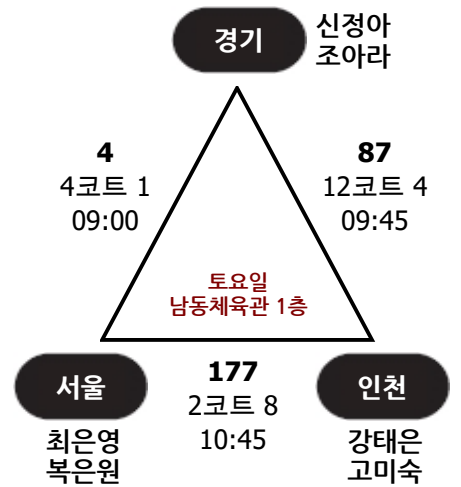 경기
신정아
조아라
4
4코트 1
09:00
87
12코트 4
09:45
토요일
남동체육관 1층
서울
최은영
복은원
177
2코트 8
10:45
인천
강태은
고미숙